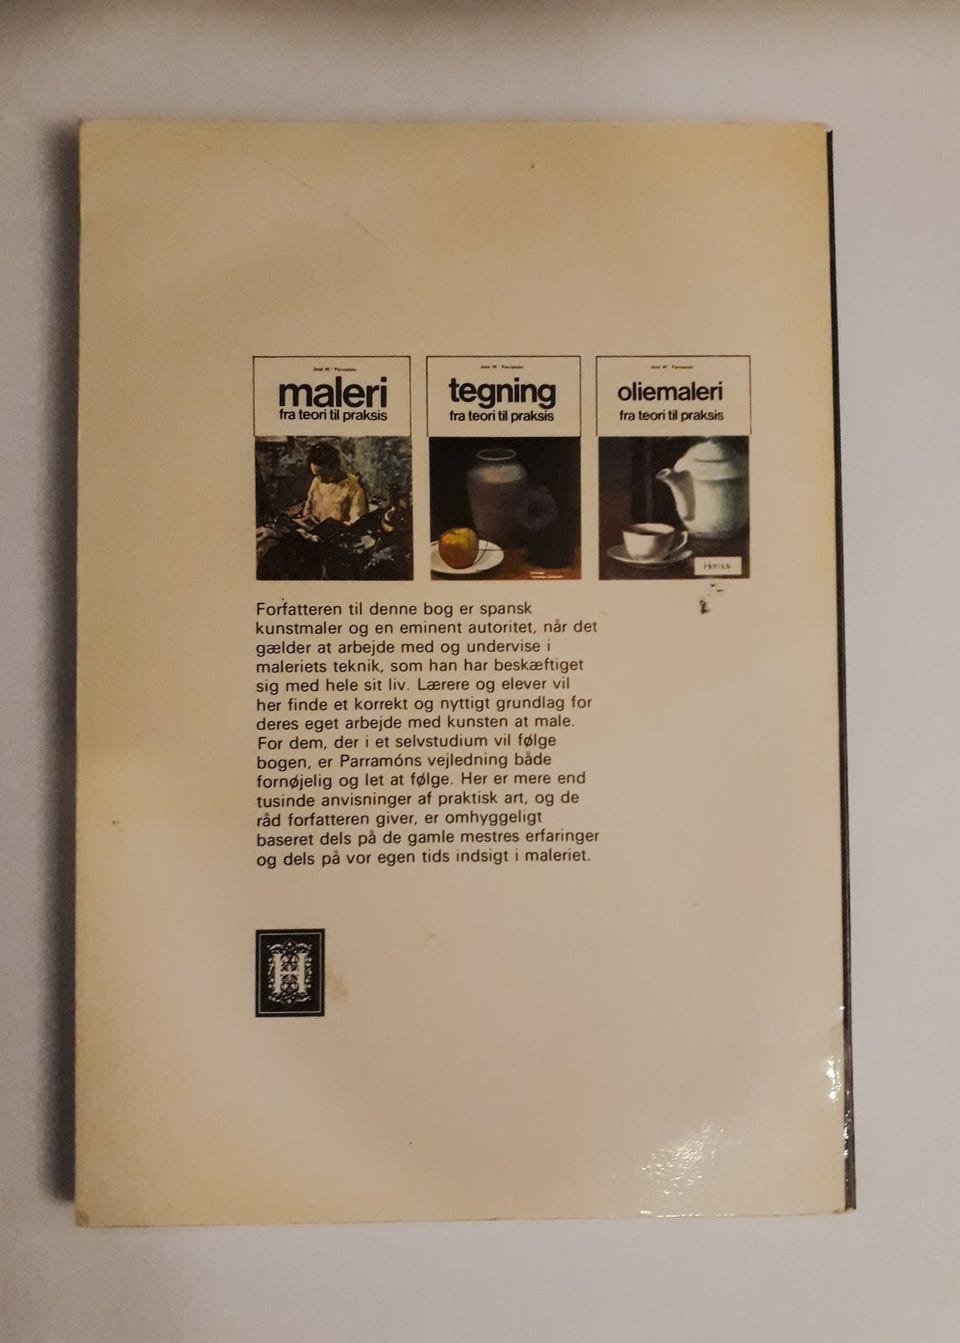 José Mª Parramón
maleri
fra teori til praksis
José Mª Parramón
tegning
fra teori til praksis
José Mª Parramón
oliemaleri
fra teori til praksis
Hernov
Forfatteren til denne bog er spansk
kunstmaler og en eminent autoritet, når det
gælder at arbejde med og undervise i
maleriets teknik, som han har beskæftiget
sig med hele sit liv. Lærere og elever vil
her finde et korrekt og nyttigt grundlag for
deres eget arbejde med kunsten at male.
For dem, der i et selvstudium vil følge
bogen, er Parramóns vejledning både
fornøjelig og let at følge. Her er mere end
tusinde anvisninger af praktisk art, og de
råd forfatteren giver, er omhyggeligt
baseret dels på de gamle mestres erfaringer
og dels på vor egen tids indsigt i maleriet.
H